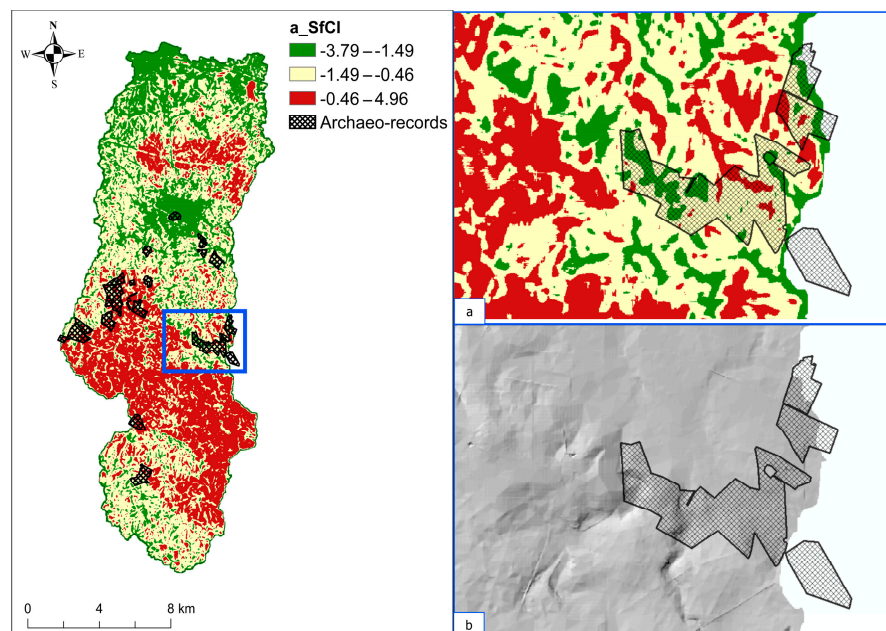 N
W E
S
a_SfCI
-3.79 – -1.49
-1.49 – -0.46
-0.46 – 4.96
Archaeo-records
0 4 8 km
a
b